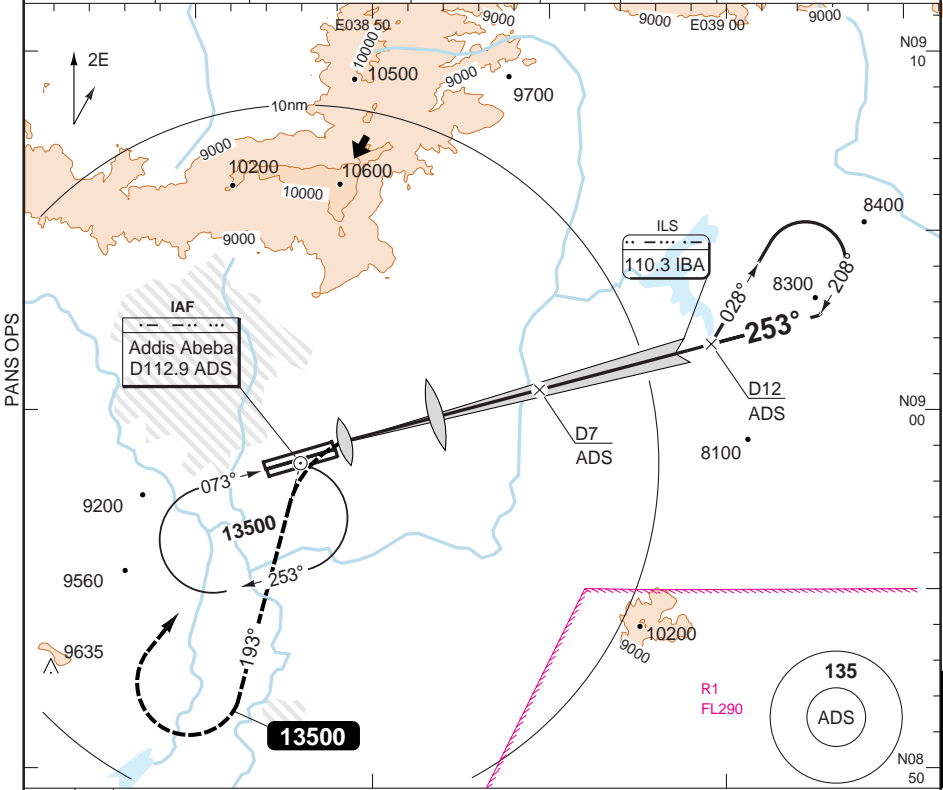 PANS OPS
E038 50
9000
9000
E039 00
9000
N09
10
2E
10000
10500
9000
9700
10nm
9000
10200
10600
10000
9000
8400
ILS
110.3 IBA
028°
8300
208°
253°
IAF
Addis Abeba
D112.9 ADS
D12
ADS
D7
ADS
N09
00
8100
073°
9200
13500
253°
9560
193°
9635
13500
10200
9000
R1
FL290
135
ADS
N08
50